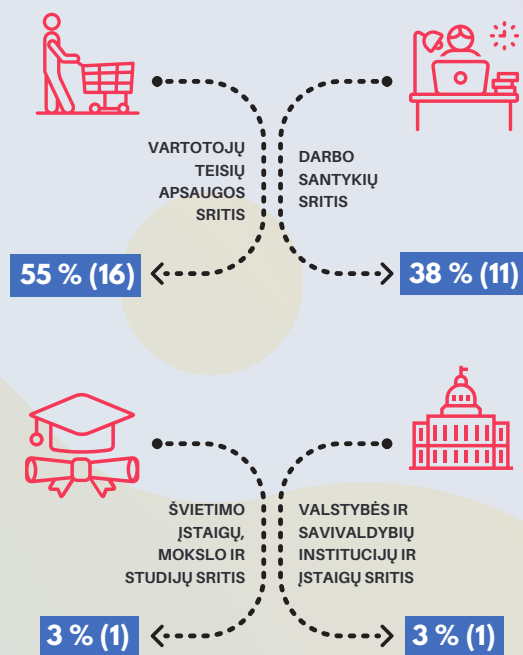 VARTOTOJŲ
TEISIŲ
APSAUGOS
SRITIS
55 % (16)
DARBO
SANTYKIŲ
SRITIS
38 % (11)
ŠVIETIMO
ĮSTAIGŲ,
MOKSLO IR
STUDIJŲ SRITIS
3 % (1)
VALSTYBĖS IR
SAVIVALDYBIŲ
INSTITUCIJŲ IR
ĮSTAIGŲ SRITIS
3 % (1)